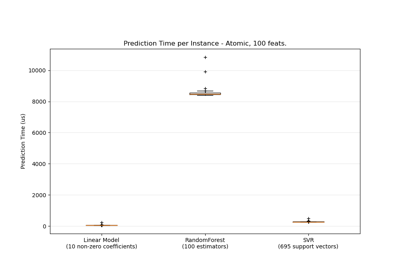 Prediction Time per Instance - Atomic, 100 feats.
Prediction Time (us)
10000
8000
6000
4000
2000
0
Linear Model
(10 non-zero coefficients)
RandomForest
(100 estimators)
SVR
(695 support vectors)